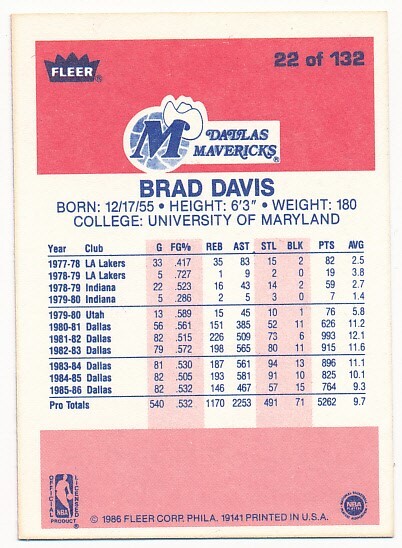 FLEER®
22 of 132
M DALLAS
MAVERICKS®
BRAD DAVIS
BORN: 12/17/55 • HEIGHT: 6'3" • WEIGHT: 180
COLLEGE: UNIVERSITY OF MARYLAND
Year Club G FG% REB AST STL BLK PTS AVG
1977-78 LA Lakers 33 .417 35 83 15 2 82 2.5
1978-79 LA Lakers 5 .727 1 9 2 0 19 3.8
1978-79 Indiana 22 .523 16 43 14 2 59 2.7
1979-80 Indiana 5 .286 2 5 3 0 7 1.4
1979-80 Utah 13 .589 15 45 10 1 76 5.8
1980-81 Dallas 56 .561 151 385 52 11 626 11.2
1981-82 Dallas 82 .515 226 509 73 6 993 12.1
1982-83 Dallas 79 .572 198 565 80 11 915 11.6
1983-84 Dallas 81 .530 187 561 94 13 896 11.1
1984-85 Dallas 82 .505 193 581 91 10 825 10.1
1985-86 Dallas 82 .532 146 467 57 15 764 9.3
Pro Totals 540 .532 1170 2253 491 71 5262 9.7
OFFICIAL NBA LICENSED
PRODUCT
NBA
PLAYERS
© 1986 FLEER CORP. PHILA. 19141 PRINTED IN U.S.A.